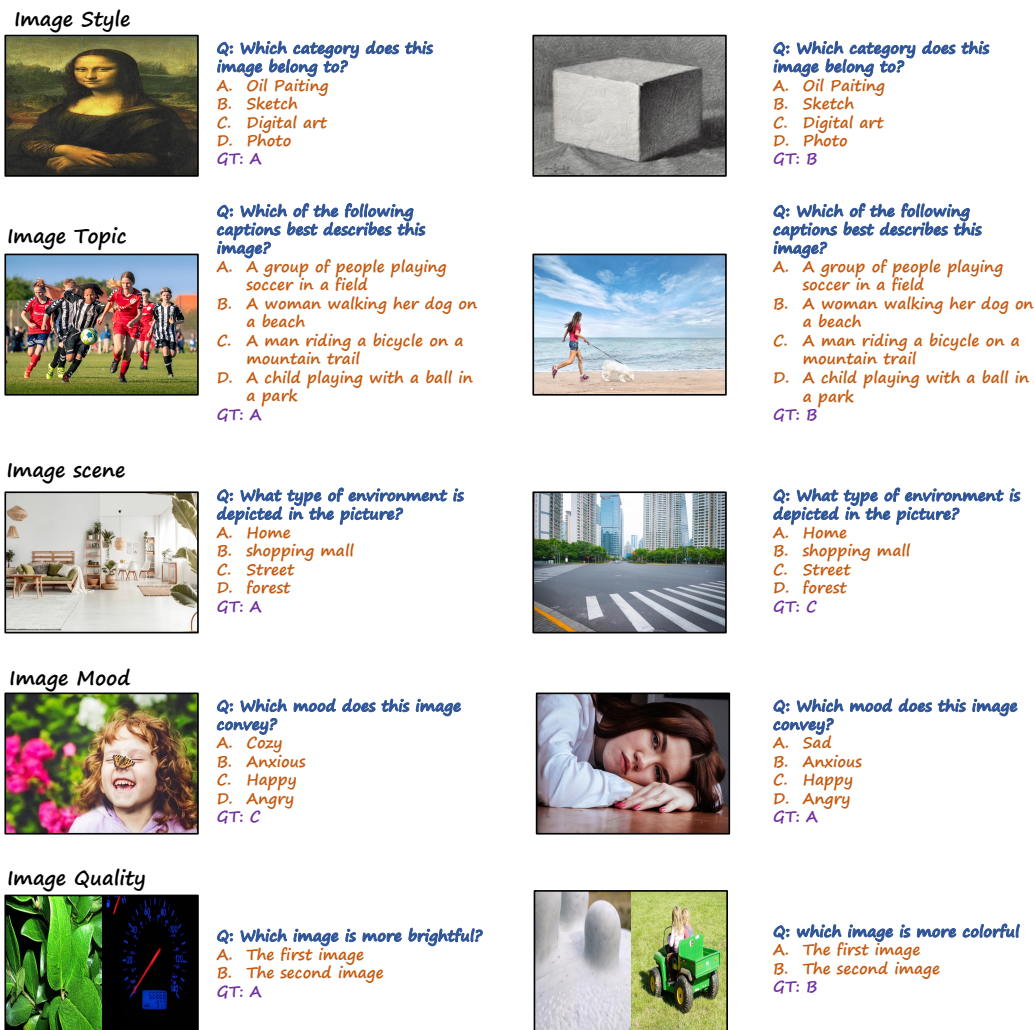 Image Style
Q: Which category does this
image belong to?
A. Oil Paiting
B. Sketch
C. Digital art
D. Photo
GT: A
Q: Which category does this
image belong to?
A. Oil Paiting
B. Sketch
C. Digital art
D. Photo
GT: B
Image Topic
Q: Which of the following
captions best describes this
image?
A. A group of people playing
soccer in a field
B. A woman walking her dog on
a beach
C. A man riding a bicycle on a
mountain trail
D. A child playing with a ball in
a park
GT: A
Q: Which of the following
captions best describes this
image?
A. A group of people playing
soccer in a field
B. A woman walking her dog on
a beach
C. A man riding a bicycle on a
mountain trail
D. A child playing with a ball in
a park
GT: B
Image scene
Q: What type of environment is
depicted in the picture?
A. Home
B. shopping mall
C. Street
D. forest
GT: A
Q: What type of environment is
depicted in the picture?
A. Home
B. shopping mall
C. Street
D. forest
GT: C
Image Mood
Q: Which mood does this image
convey?
A. Cozy
B. Anxious
C. Happy
D. Angry
GT: C
Q: Which mood does this image
convey?
A. Sad
B. Anxious
C. Happy
D. Angry
GT: A
Image Quality
Q: Which image is more brightful?
A. The first image
B. The second image
GT: A
Q: which image is more colorful
A. The first image
B. The second image
GT: B